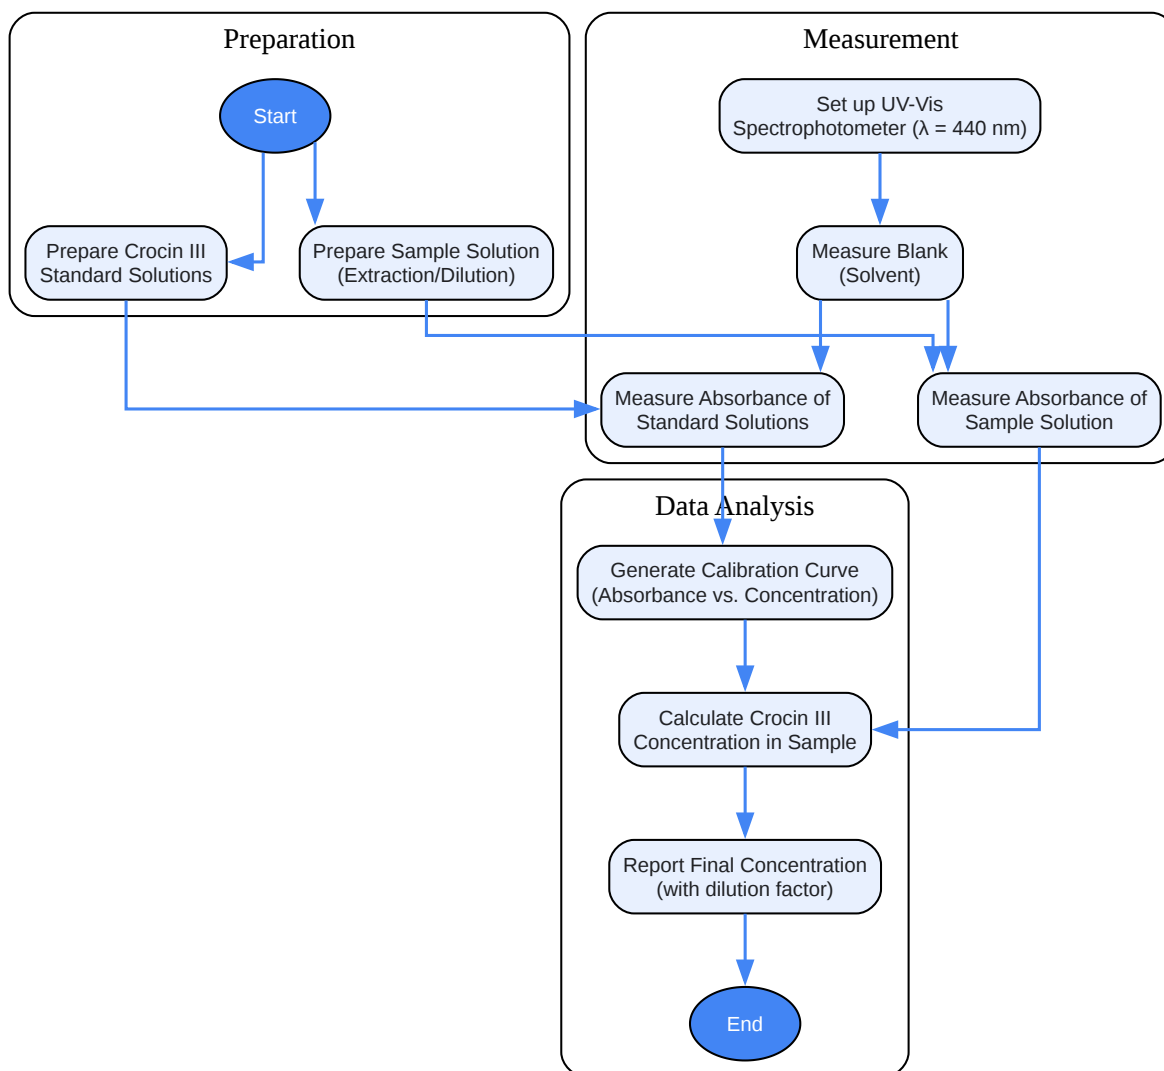 Preparation
Start
Prepare Crocin III
Standard Solutions
Prepare Sample Solution
(Extraction/Dilution)
Measurement
Set up UV-Vis
Spectrophotometer (λ = 440 nm)
Measure Blank
(Solvent)
Measure Absorbance of
Standard Solutions
Measure Absorbance of
Sample Solution
Data Analysis
Generate Calibration Curve
(Absorbance vs. Concentration)
Calculate Crocin III
Concentration in Sample
Report Final Concentration
(with dilution factor)
End